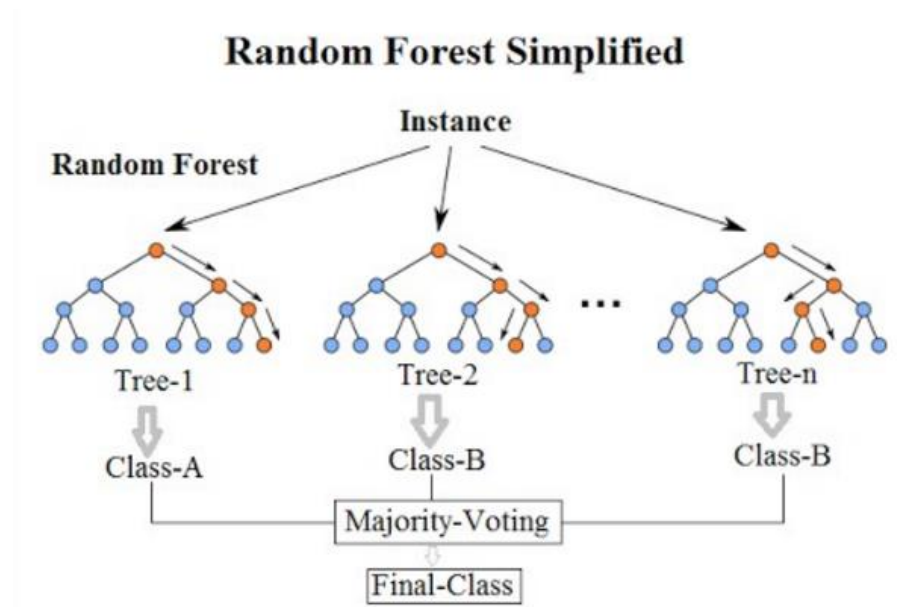 Random Forest Simplified
Instance
Random Forest
...
Tree-1
Tree-2
Tree-n
Class-A
Class-B
Class-B
Majority-Voting
Final-Class